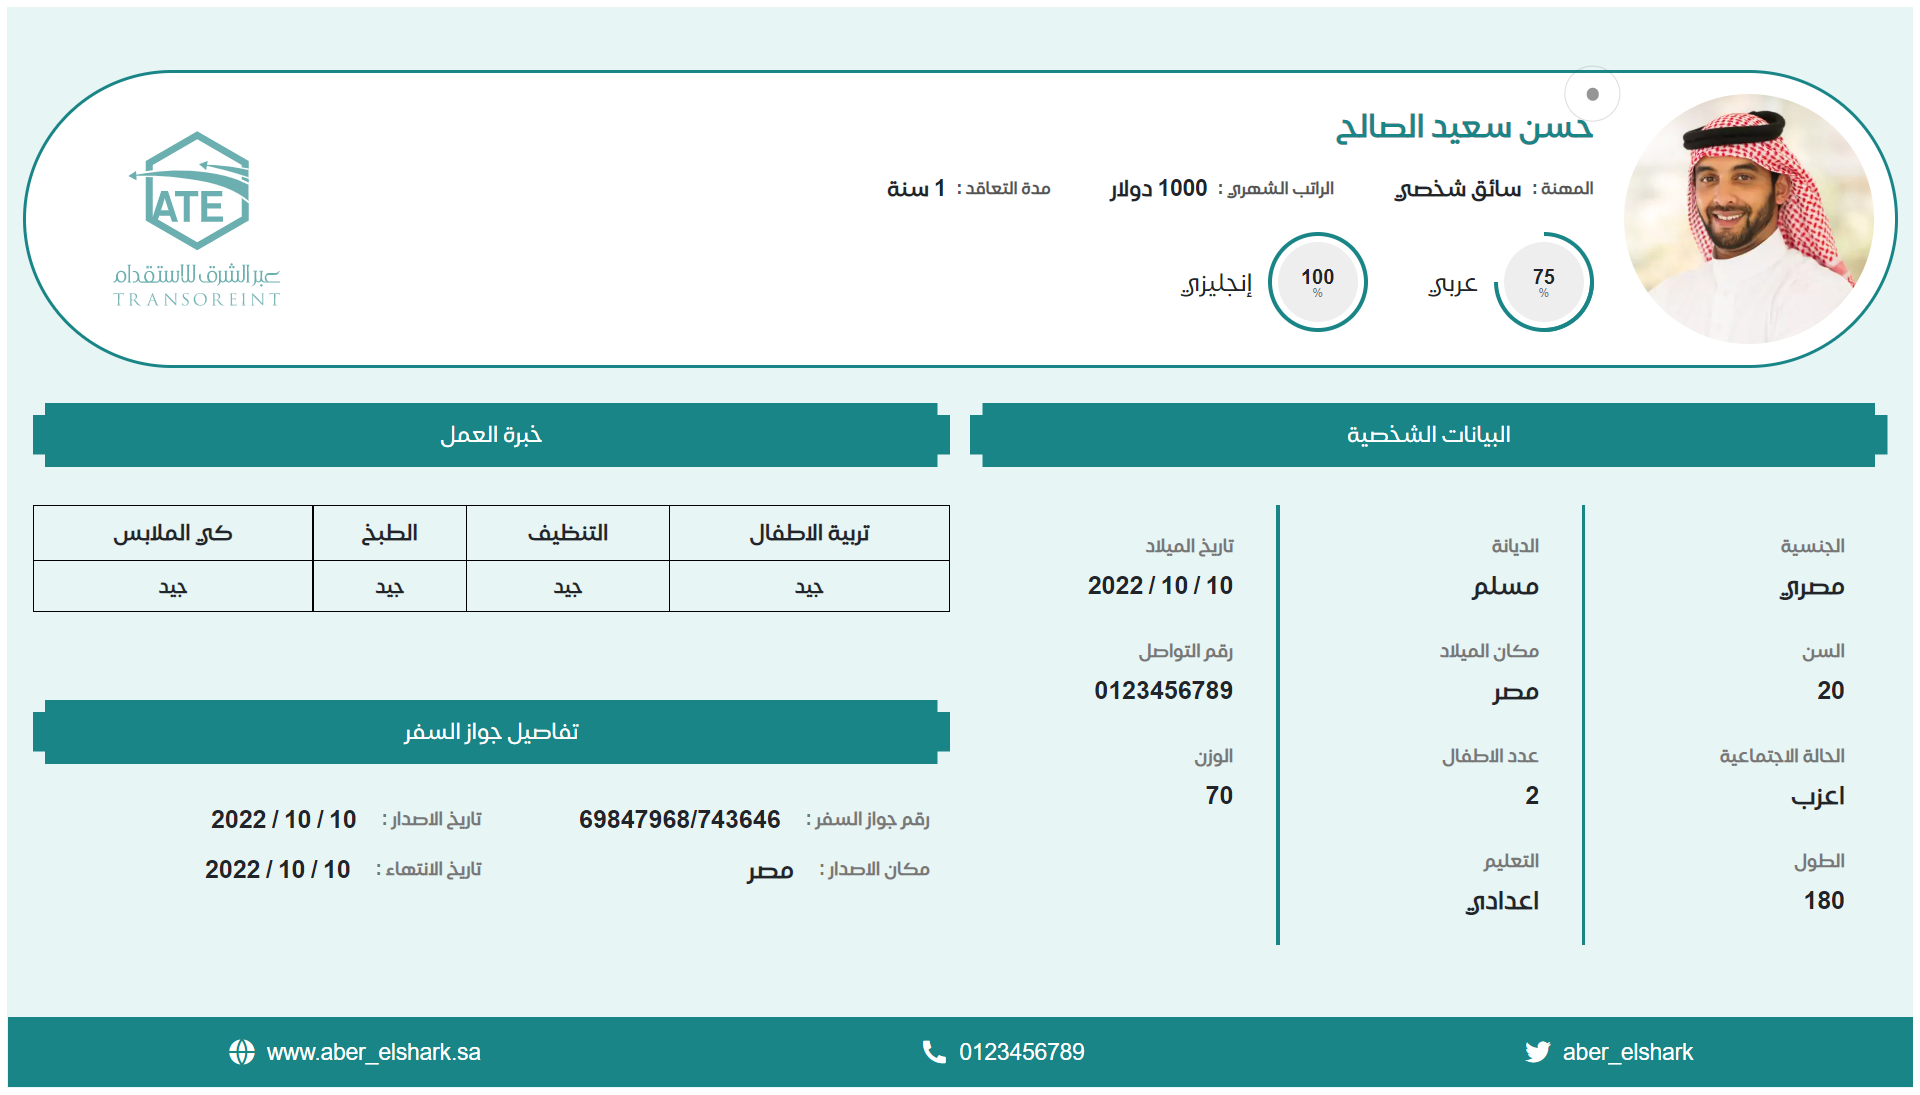 حسن سعيد الصالح
المهنة : سائق شخصي الراتب الشهري : 1000 دولار مدة التعاقد : 1 سنة
75 % عربي 100 % إنجليزي
ATE
عبر الشرق للاستقدام
TRANSOREINT
البيانات الشخصية
الجنسية الديانة تاريخ الميلاد
مصري مسلم 10 / 10 / 2022
السن مكان الميلاد رقم التواصل
20 مصر 0123456789
الحالة الاجتماعية عدد الاطفال الوزن
اعزب 2 70
الطول التعليم
180 اعدادي
خبرة العمل
تربية الاطفال التنظيف الطبخ كي الملابس
جيد جيد جيد جيد
تفاصيل جواز السفر
رقم جواز السفر : 69847968/743646 تاريخ الاصدار : 10 / 10 / 2022
مكان الاصدار : مصر تاريخ الانتهاء : 10 / 10 / 2022
aber_elshark 0123456789 www.aber_elshark.sa